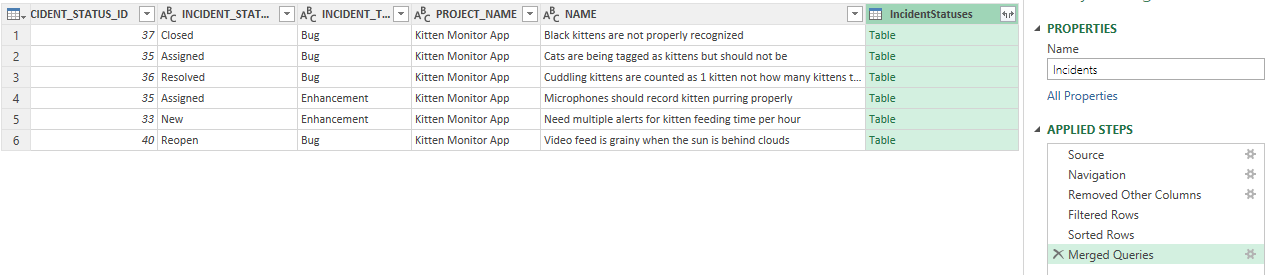 CIDENT_STATUS_ID ABC INCIDENT_STAT... ABC INCIDENT_T... ABC PROJECT_NAME ABC NAME IncidentStatuses
1 37 Closed Bug Kitten Monitor App Black kittens are not properly recognized Table
2 35 Assigned Bug Kitten Monitor App Cats are being tagged as kittens but should not be Table
3 36 Resolved Bug Kitten Monitor App Cuddling kittens are counted as 1 kitten not how many kittens t... Table
4 35 Assigned Enhancement Kitten Monitor App Microphones should record kitten purring properly Table
5 33 New Enhancement Kitten Monitor App Need multiple alerts for kitten feeding time per hour Table
6 40 Reopen Bug Kitten Monitor App Video feed is grainy when the sun is behind clouds Table
PROPERTIES
Name
Incidents
All Properties
APPLIED STEPS
Source
Navigation
Removed Other Columns
Filtered Rows
Sorted Rows
Merged Queries